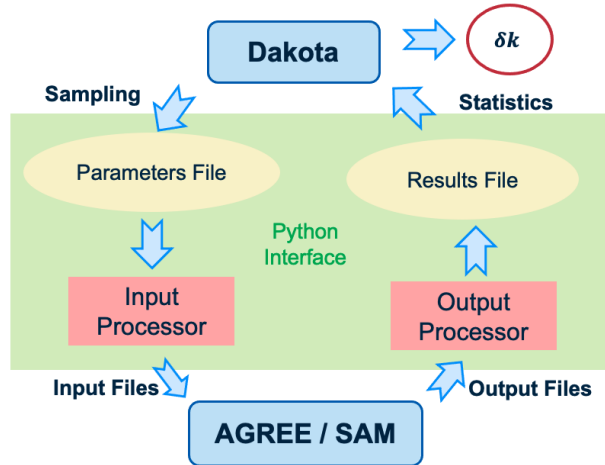 Dakota
δk
Sampling
Statistics
Parameters File
Results File
Python
Interface
Input
Processor
Output
Processor
Input Files
Output Files
AGREE / SAM